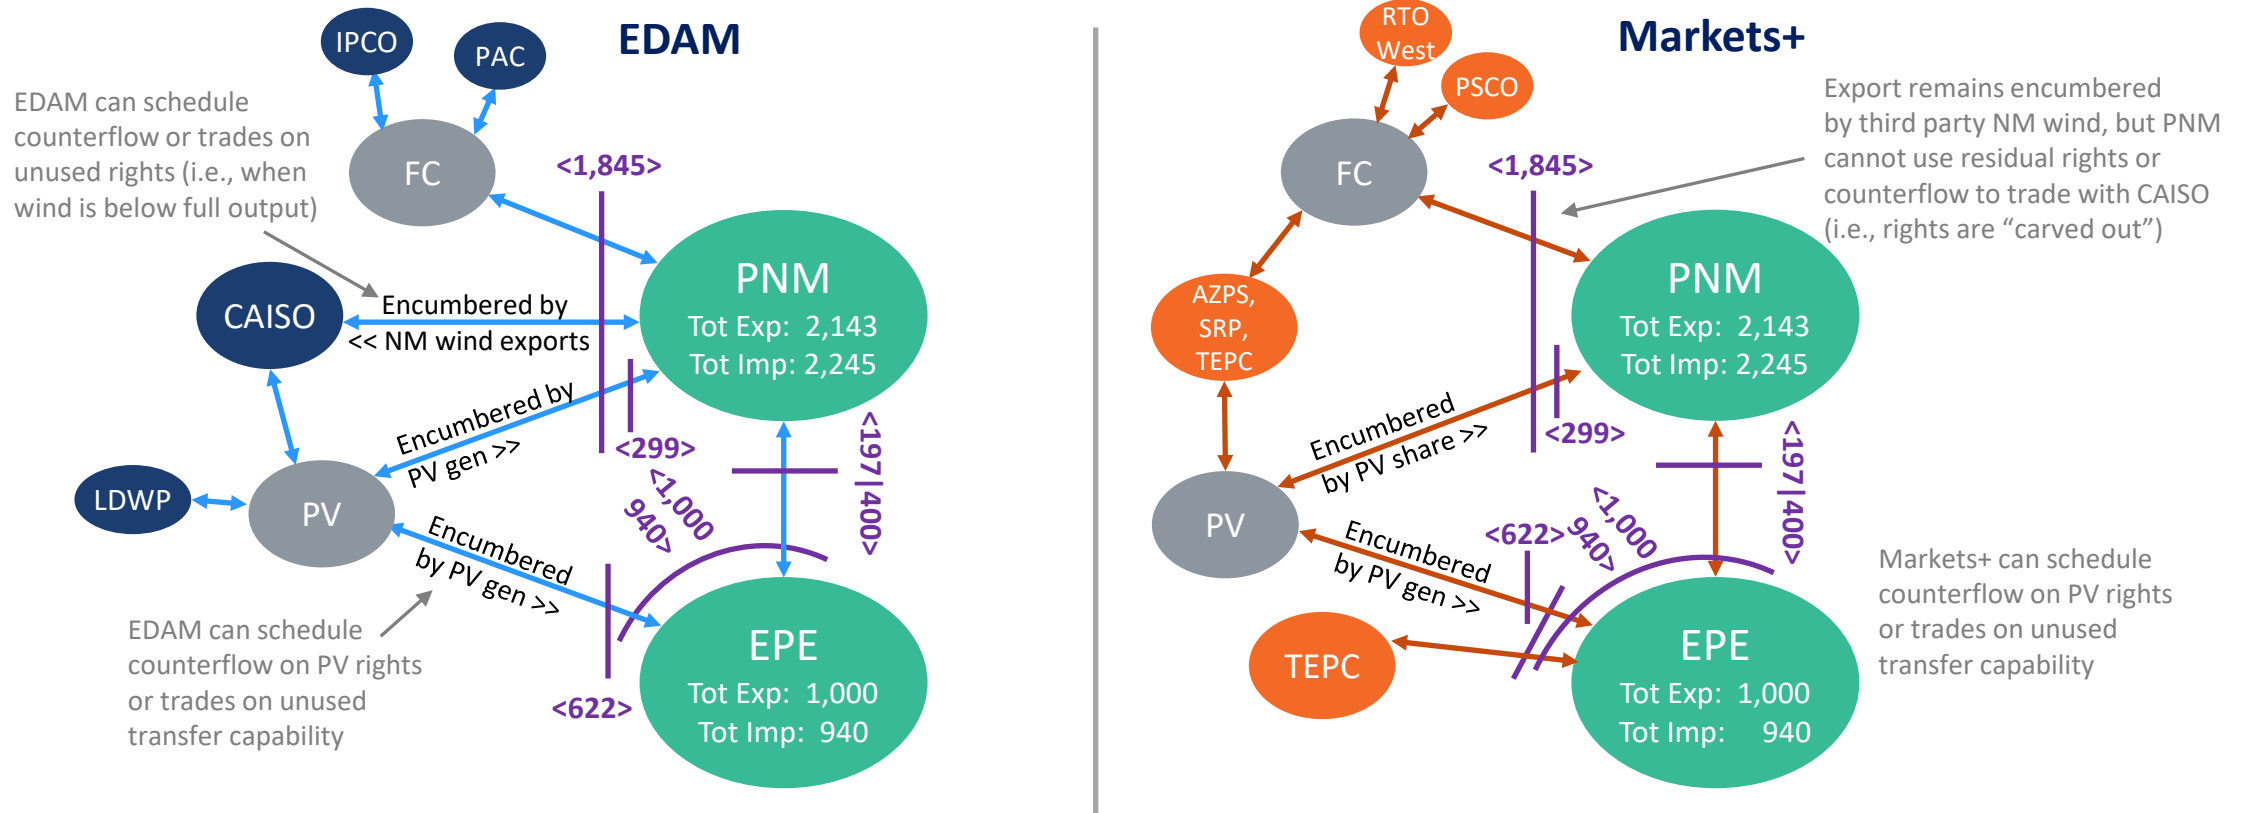 EDAM
IPCO
PAC
EDAM can schedule
counterflow or trades on
unused rights (i.e., when
wind is below full output)
FC
<1,845>
PNM
Tot Exp: 2,143
Tot Imp: 2,245
CAISO
Encumbered by
<< NM wind exports
Encumbered by
PV gen >>
<299>
<1,000
940>
<197|400>
LDWP
PV
Encumbered
by PV gen >>
<622>
EPE
Tot Exp: 1,000
Tot Imp: 940
EDAM can schedule
counterflow on PV rights
or trades on unused
transfer capability
Markets+
RTO
West
PSCO
Export remains encumbered
by third party NM wind, but PNM
cannot use residual rights or
counterflow to trade with CAISO
(i.e., rights are “carved out”)
FC
<1,845>
PNM
Tot Exp: 2,143
Tot Imp: 2,245
AZPS,
SRP,
TEPC
Encumbered
by PV share >>
<299>
<197|400>
<1,000
940>
<622>
PV
Encumbered
by PV gen >>
TEPC
EPE
Tot Exp: 1,000
Tot Imp: 940
Markets+ can schedule
counterflow on PV rights
or trades on unused
transfer capability